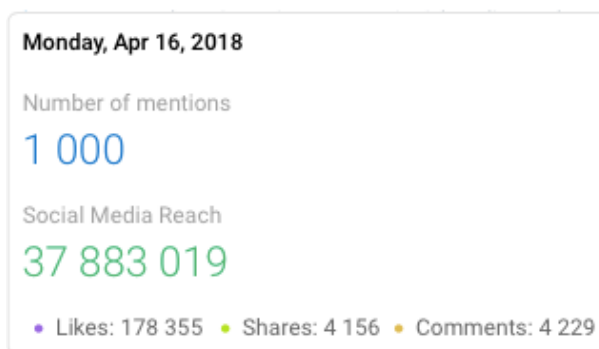 Monday, Apr 16, 2018
Number of mentions
1 000
Social Media Reach
37 883 019
• Likes: 178 355 • Shares: 4 156 • Comments: 4 229